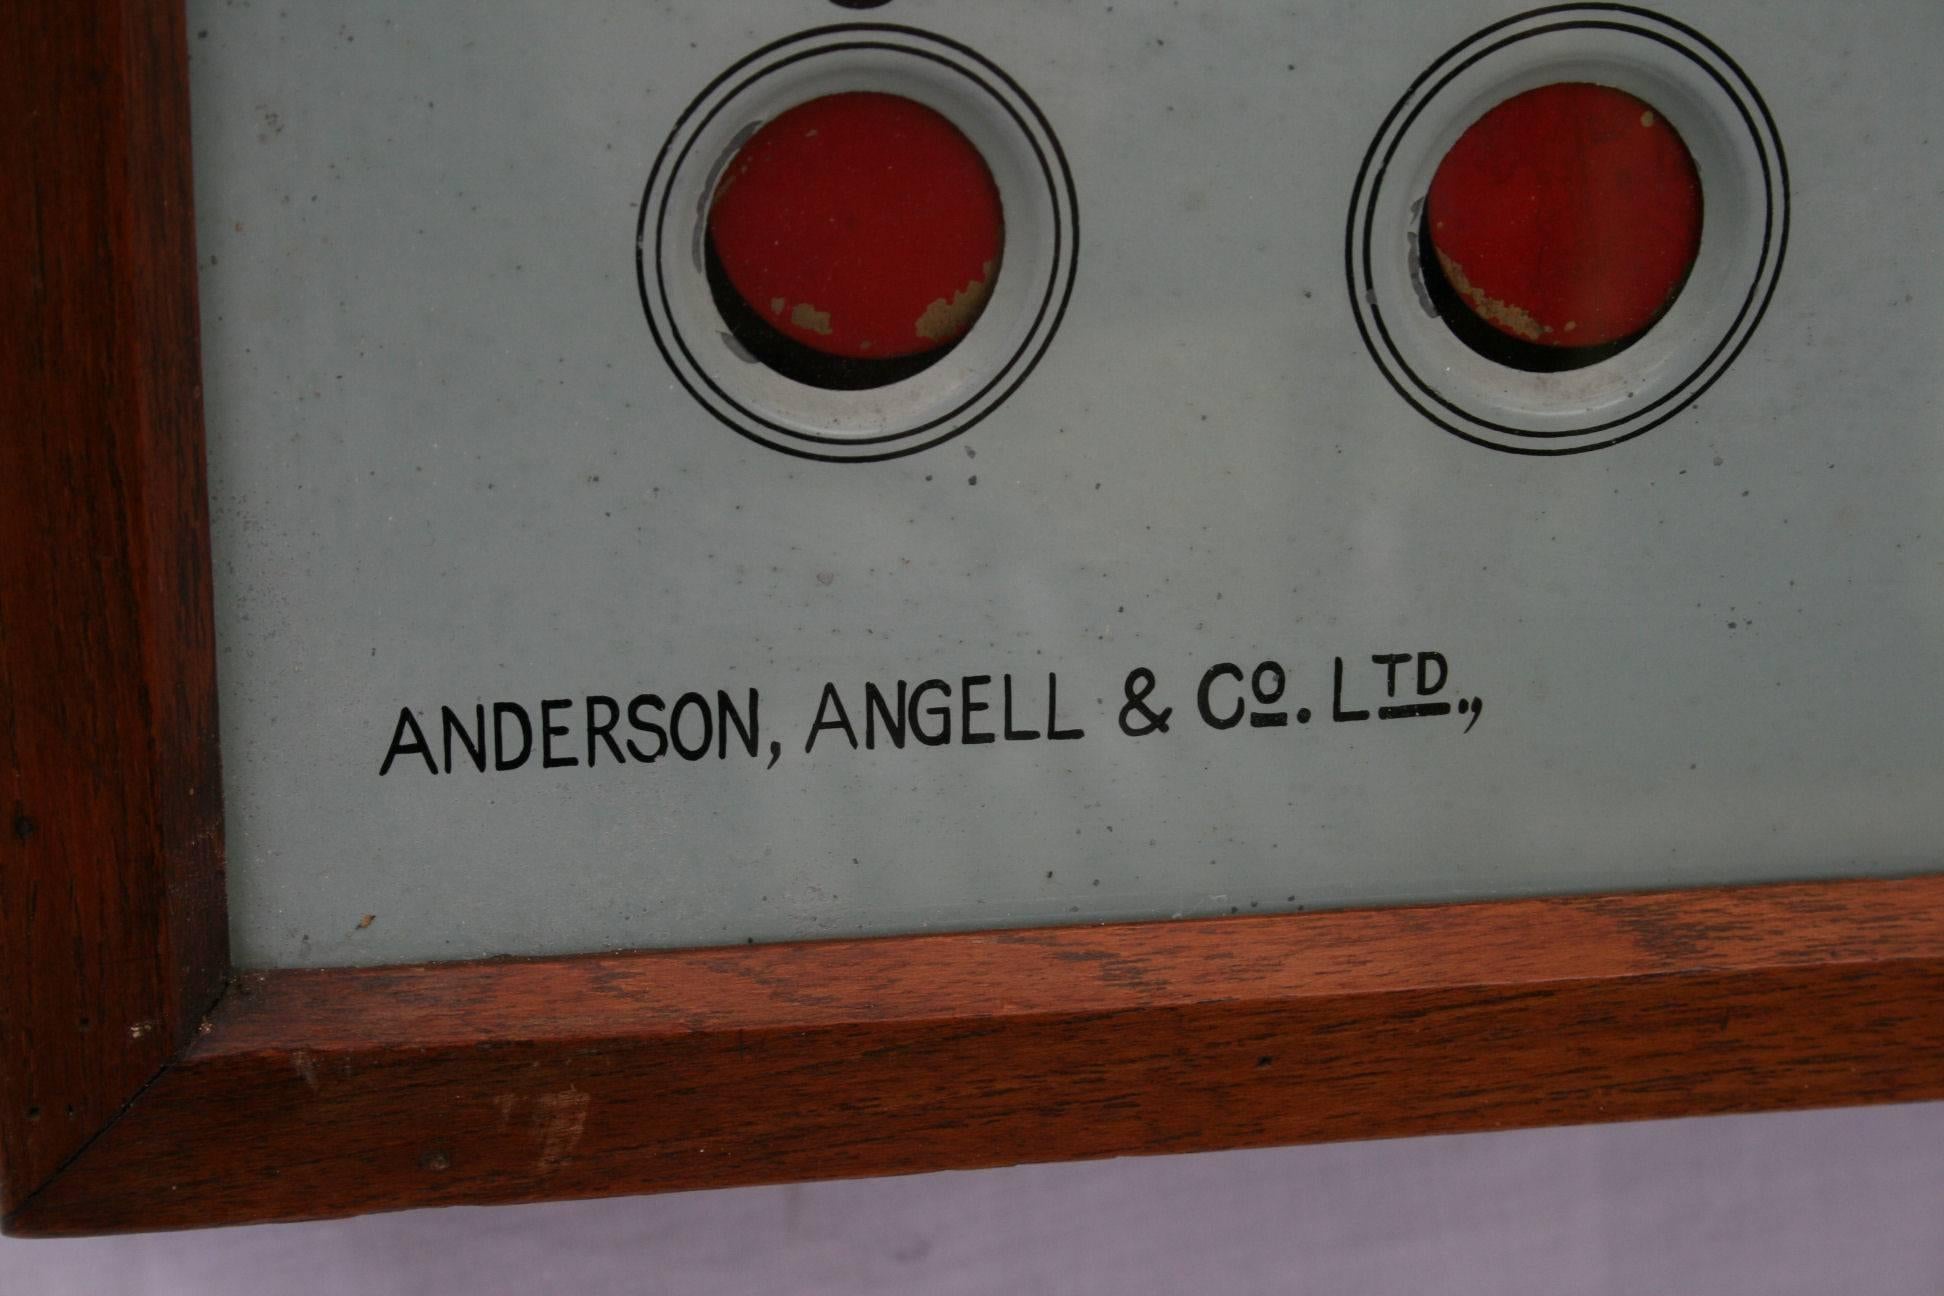 ANDERSON, ANGELL & Co. LTD.,